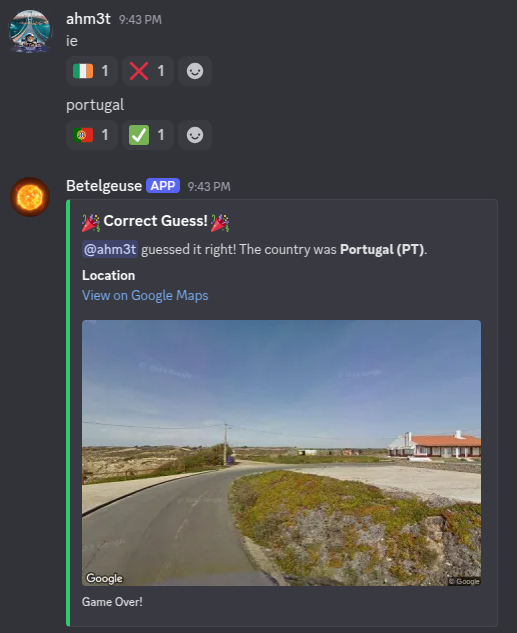 ahm3t 9:43 PM
ie
1 1
portugal
1 1
Betelgeuse APP 9:43 PM
Correct Guess!
@ahm3t guessed it right! The country was Portugal (PT).
Location
View on Google Maps
Google
© Google
Game Over!